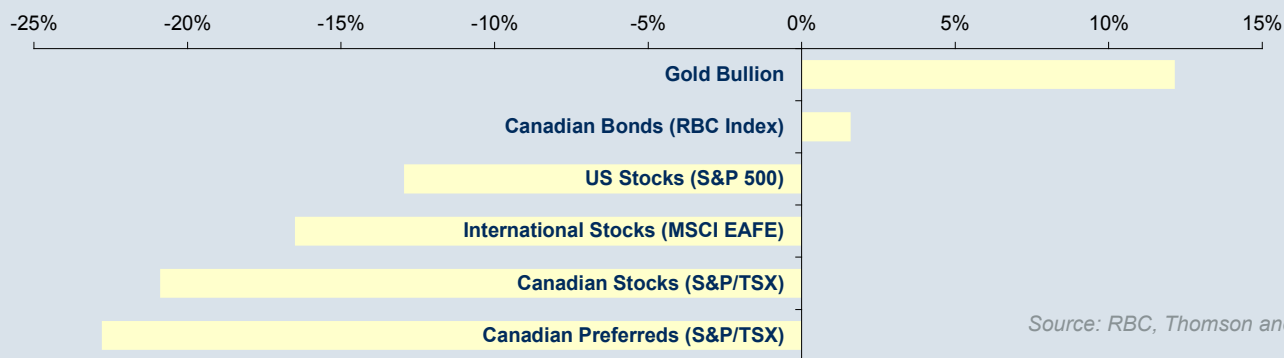 -25% -20% -15% -10% -5% 0% 5% 10% 15%
Gold Bullion
Canadian Bonds (RBC Index)
US Stocks (S&P 500)
International Stocks (MSCI EAFE)
Canadian Stocks (S&P/TSX)
Canadian Preferreds (S&P/TSX)
Source: RBC, Thomson and